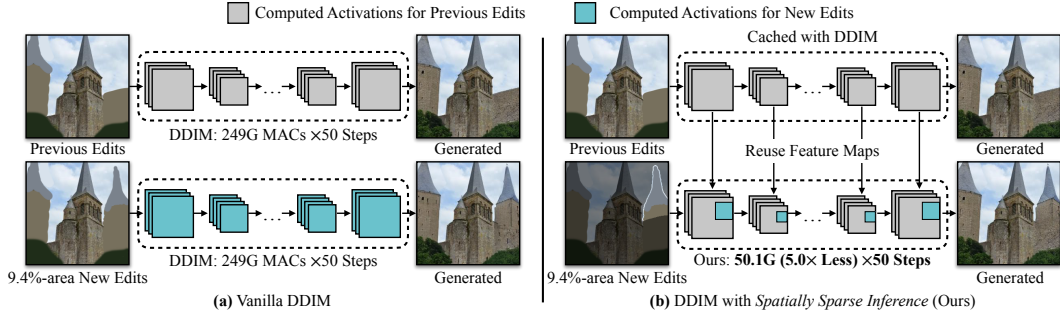 Computed Activations for Previous Edits
Computed Activations for New Edits
Previous Edits
DDIM: 249G MACs ×50 Steps
Generated
9.4%-area New Edits
DDIM: 249G MACs ×50 Steps
Generated
(a) Vanilla DDIM
Cached with DDIM
Previous Edits
Reuse Feature Maps
Generated
9.4%-area New Edits
Ours: 50.1G (5.0× Less) ×50 Steps
Generated
(b) DDIM with Spatially Sparse Inference (Ours)